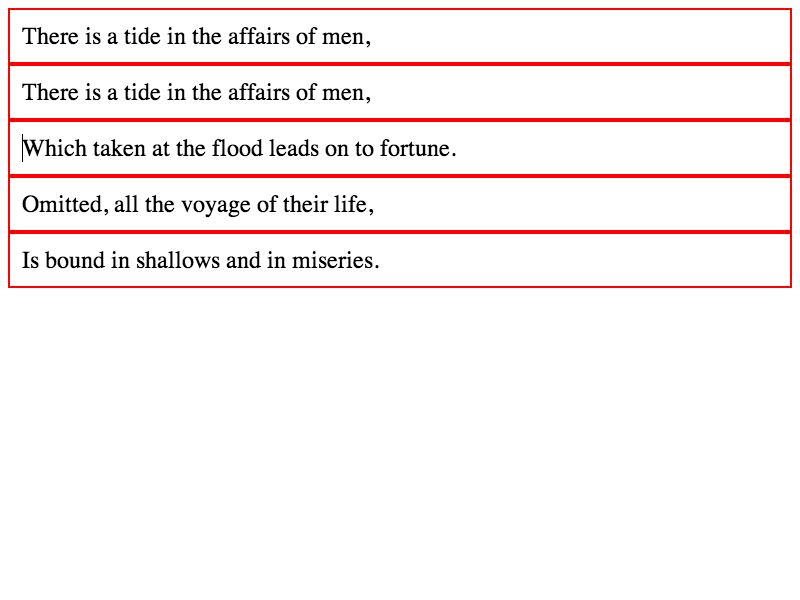 There is a tide in the affairs of men,
There is a tide in the affairs of men,
Which taken at the flood leads on to fortune.
Omitted, all the voyage of their life,
Is bound in shallows and in miseries.